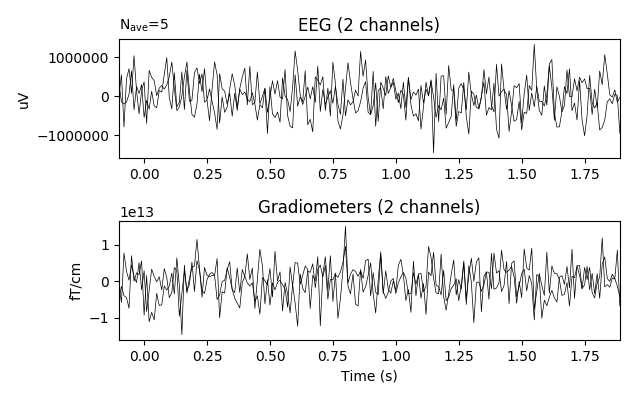 N_ave=5
EEG (2 channels)
1000000
0
−1000000
uV
0.00 0.25 0.50 0.75 1.00 1.25 1.50 1.75
1e13
Gradiometers (2 channels)
1
0
−1
fT/cm
0.00 0.25 0.50 0.75 1.00 1.25 1.50 1.75
Time (s)